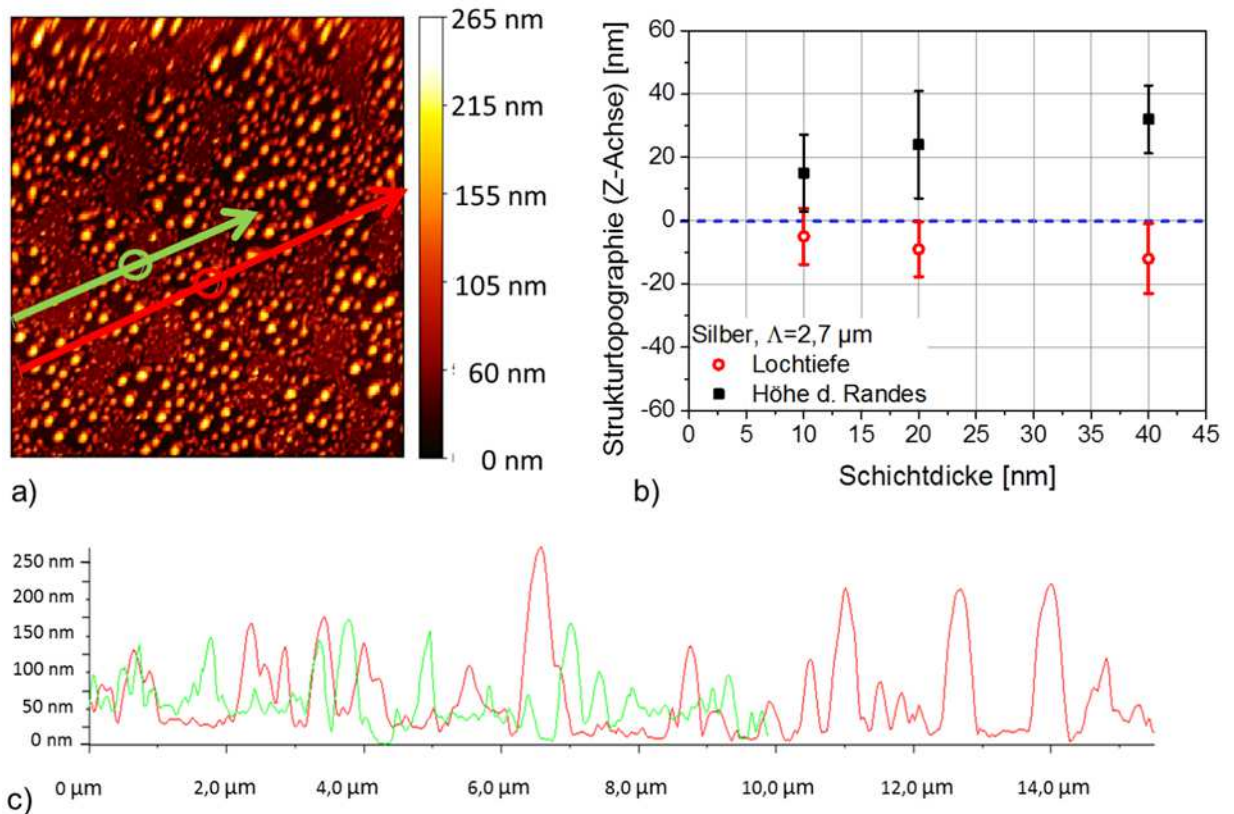 265 nm
215 nm
155 nm
105 nm
60 nm
0 nm
a)
Strukturtopographie (Z-Achse) [nm]
60
40
20
0
-20
-40
-60
Silber, Λ=2,7 µm
Lochtiefe
Höhe d. Randes
0 5 10 15 20 25 30 35 40 45
Schichtdicke [nm]
b)
250 nm
200 nm
150 nm
100 nm
50 nm
0 nm
0 µm 2,0 µm 4,0 µm 6,0 µm 8,0 µm 10,0 µm 12,0 µm 14,0 µm
c)